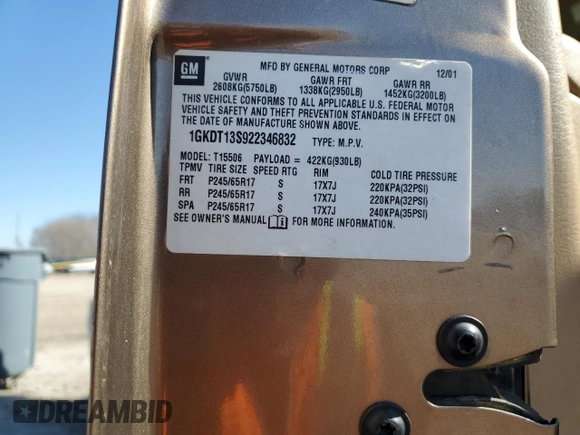 GM
MFD BY GENERAL MOTORS CORP 12/01
GVWR GAWR FRT GAWR RR
2608KG(5750LB) 1338KG(2950LB) 1452KG(3200LB)
THIS VEHICLE CONFORMS TO ALL APPLICABLE U.S. FEDERAL MOTOR
VEHICLE SAFETY AND THEFT PREVENTION STANDARDS IN EFFECT ON
THE DATE OF MANUFACTURE SHOWN ABOVE.
1GKDT13S922346832 TYPE: M.P.V.
MODEL: T15506 PAYLOAD = 422KG(930LB)
TPMV TIRE SIZE SPEED RTG RIM COLD TIRE PRESSURE
FRT P245/65R17 S 17X7J 220KPA(32PSI)
RR P245/65R17 S 17X7J 220KPA(32PSI)
SPA P245/65R17 S 17X7J 240KPA(35PSI)
SEE OWNER'S MANUAL FOR MORE INFORMATION.
DREAMBID